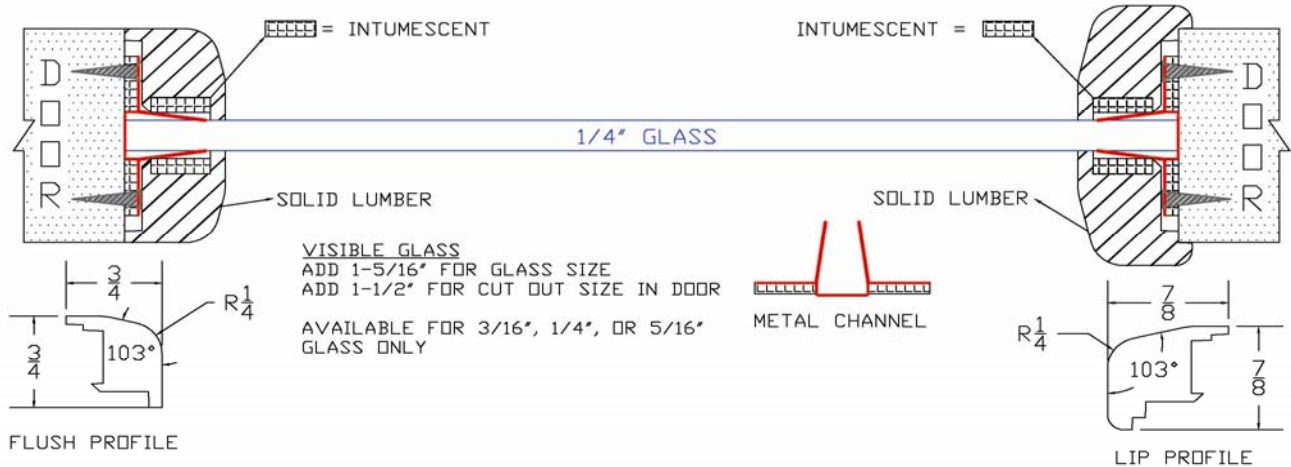 = INTUMESCENT
INTUMESCENT =
DOOR
DOOR
1/4" GLASS
SOLID LUMBER
SOLID LUMBER
VISIBLE GLASS
ADD 1-5/16" FOR GLASS SIZE
ADD 1-1/2" FOR CUT OUT SIZE IN DOOR
AVAILABLE FOR 3/16", 1/4", OR 5/16"
GLASS ONLY
METAL CHANNEL
3/4
R1/4
3/4
103°
FLUSH PROFILE
7/8
R1/4
103°
7/8
LIP PROFILE